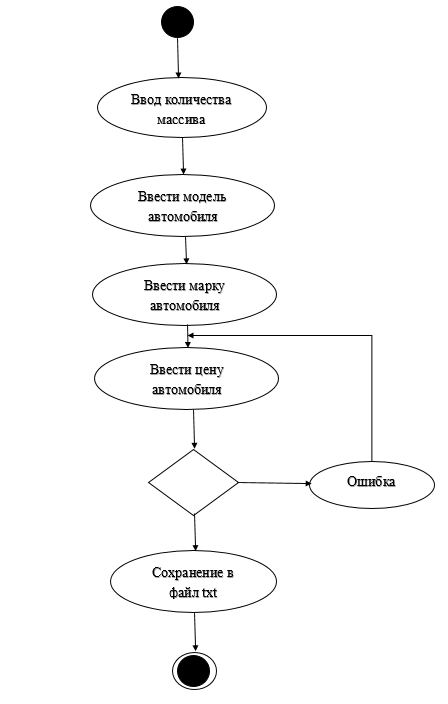 Ввод количества
массива
Ввести модель
автомобиля
Ввести марку
автомобиля
Ввести цену
автомобиля
Ошибка
Сохранение в
файл txt